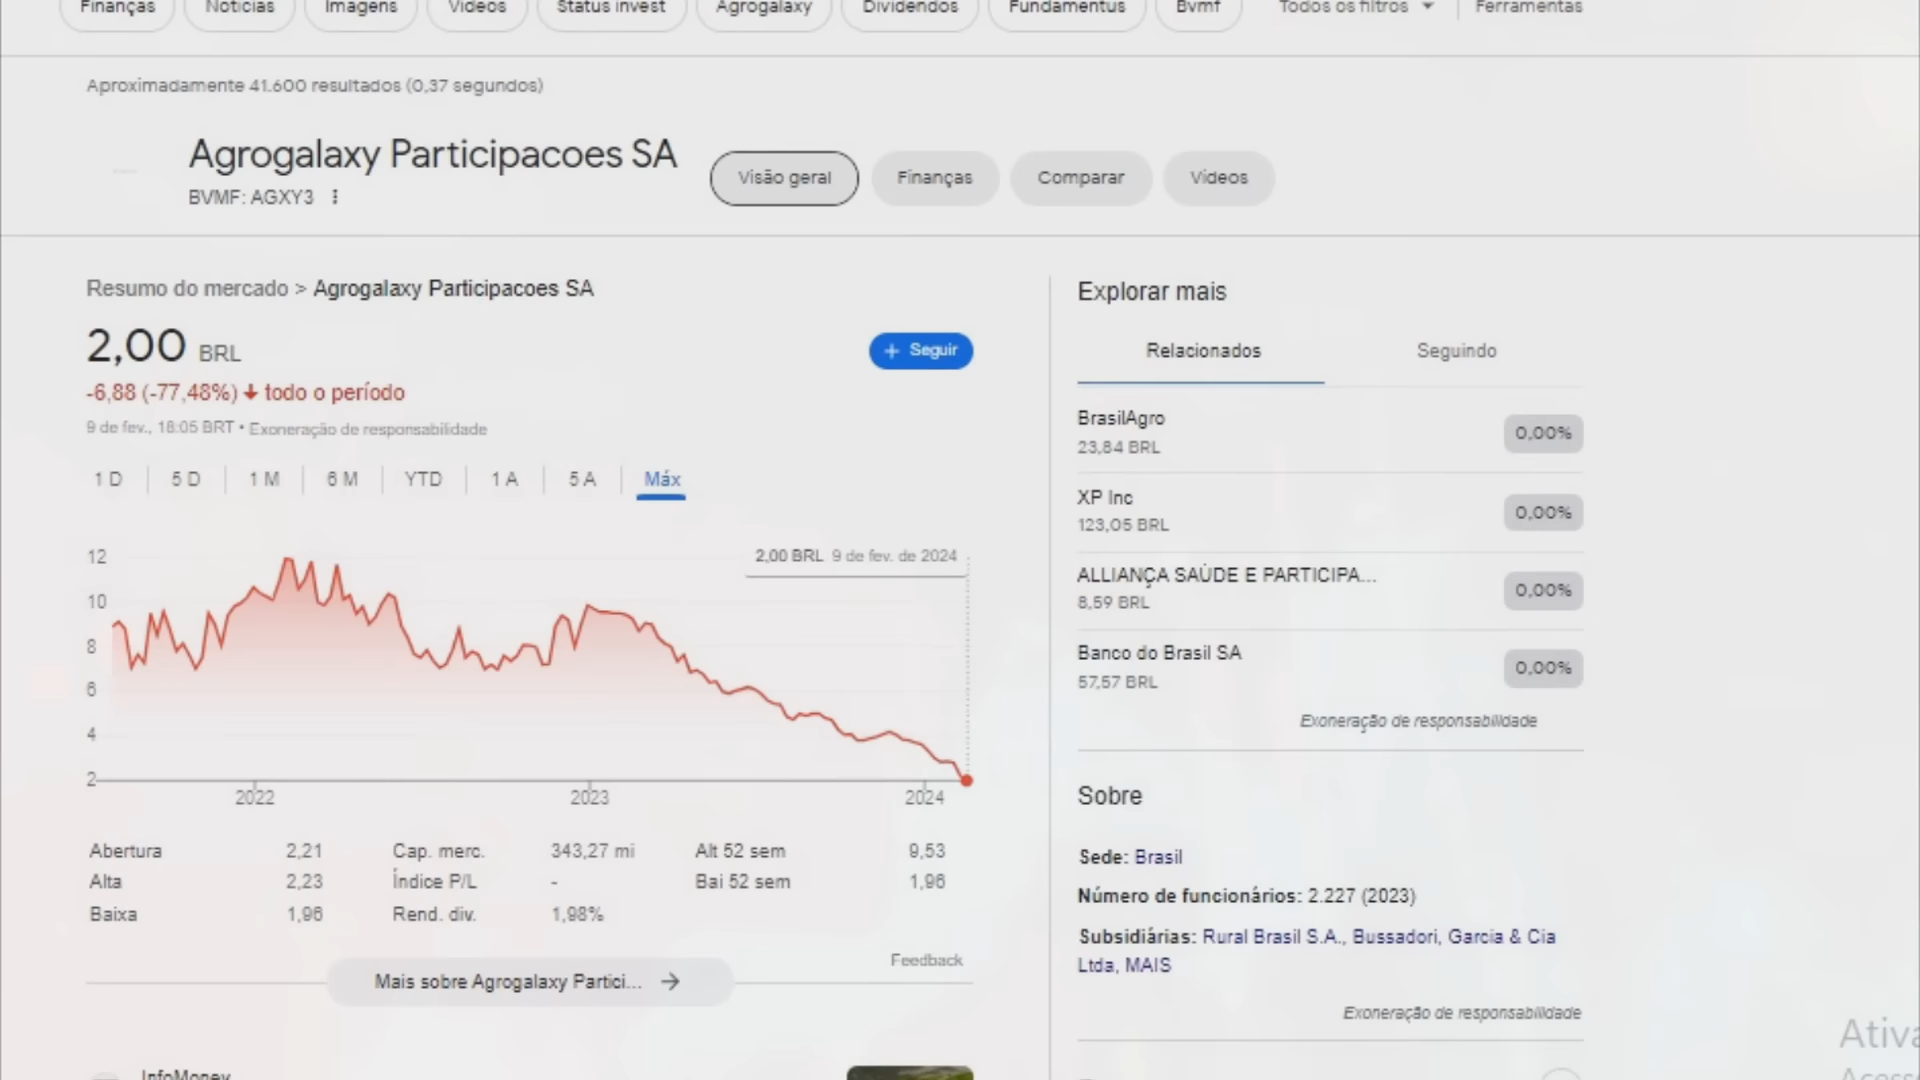 Finanças Notícias Imagens Vídeos Status invest Agrogalaxy Dividendos Fundamentus Bvmf Todos os filtros Ferramentas
Aproximadamente 41.600 resultados (0,37 segundos)
Agrogalaxy Participacoes SA
BVMF: AGXY3
Visão geral Finanças Comparar Vídeos
Resumo do mercado > Agrogalaxy Participacoes SA
2,00 BRL
+ Seguir
-6,88 (-77,48%) todo o período
9 de fev., 18:05 BRT • Exoneração de responsabilidade
1 D 5 D 1 M 6 M YTD 1 A 5 A Máx
2,00 BRL 9 de fev. de 2024
12
10
8
6
4
2
2022 2023 2024
Abertura 2,21 Cap. merc. 343,27 mi Alt 52 sem 9,53
Alta 2,23 Índice P/L - Bai 52 sem 1,96
Baixa 1,96 Rend. div. 1,98%
Feedback
Mais sobre Agrogalaxy Partici... →
InfoMoney
Explorar mais
Relacionados Seguindo
BrasilAgro
23,84 BRL 0,00%
XP Inc
123,05 BRL 0,00%
ALLIANÇA SAÚDE E PARTICIPA...
8,59 BRL 0,00%
Banco do Brasil SA
57,57 BRL 0,00%
Exoneração de responsabilidade
Sobre
Sede: Brasil
Número de funcionários: 2.227 (2023)
Subsidiárias: Rural Brasil S.A., Bussadori, Garcia & Cia
Ltda, MAIS
Exoneração de responsabilidade
Ativa